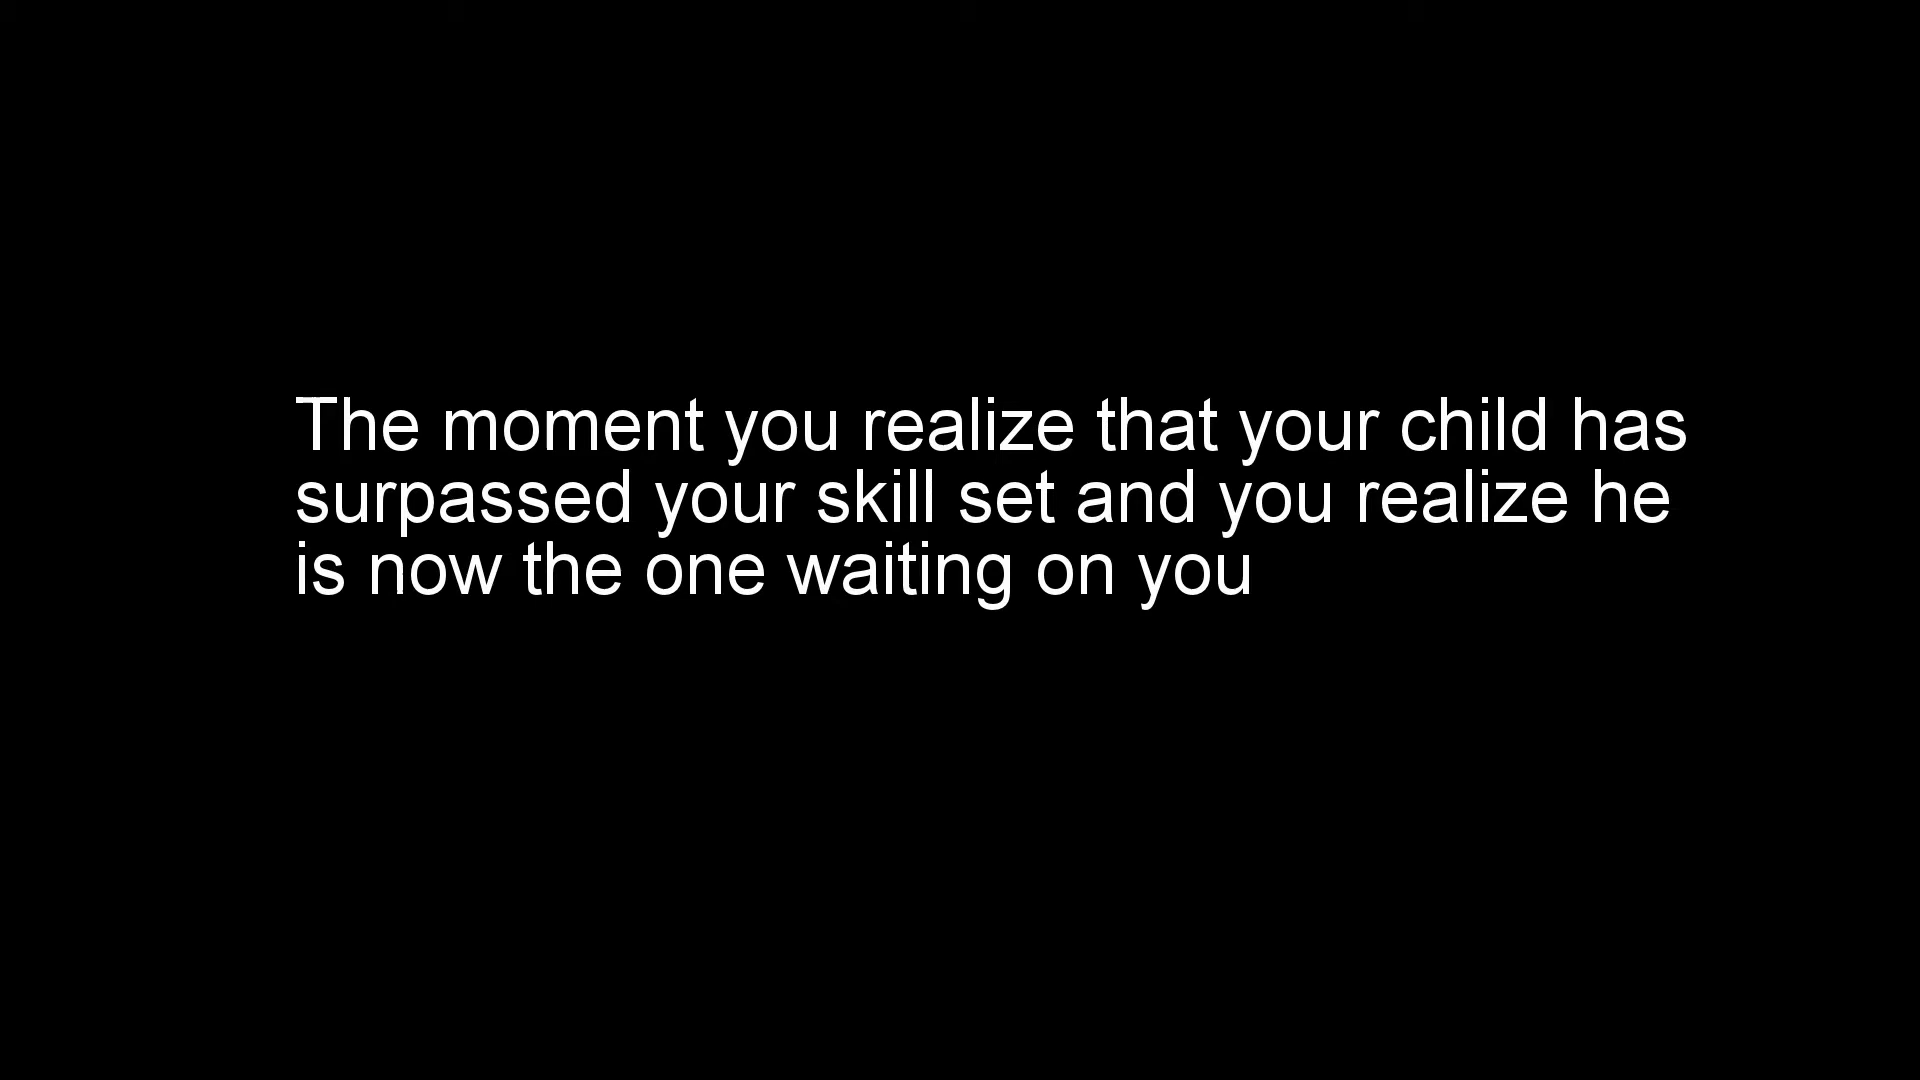 The moment you realize that your child has
surpassed your skill set and you realize he
is now the one waiting on you